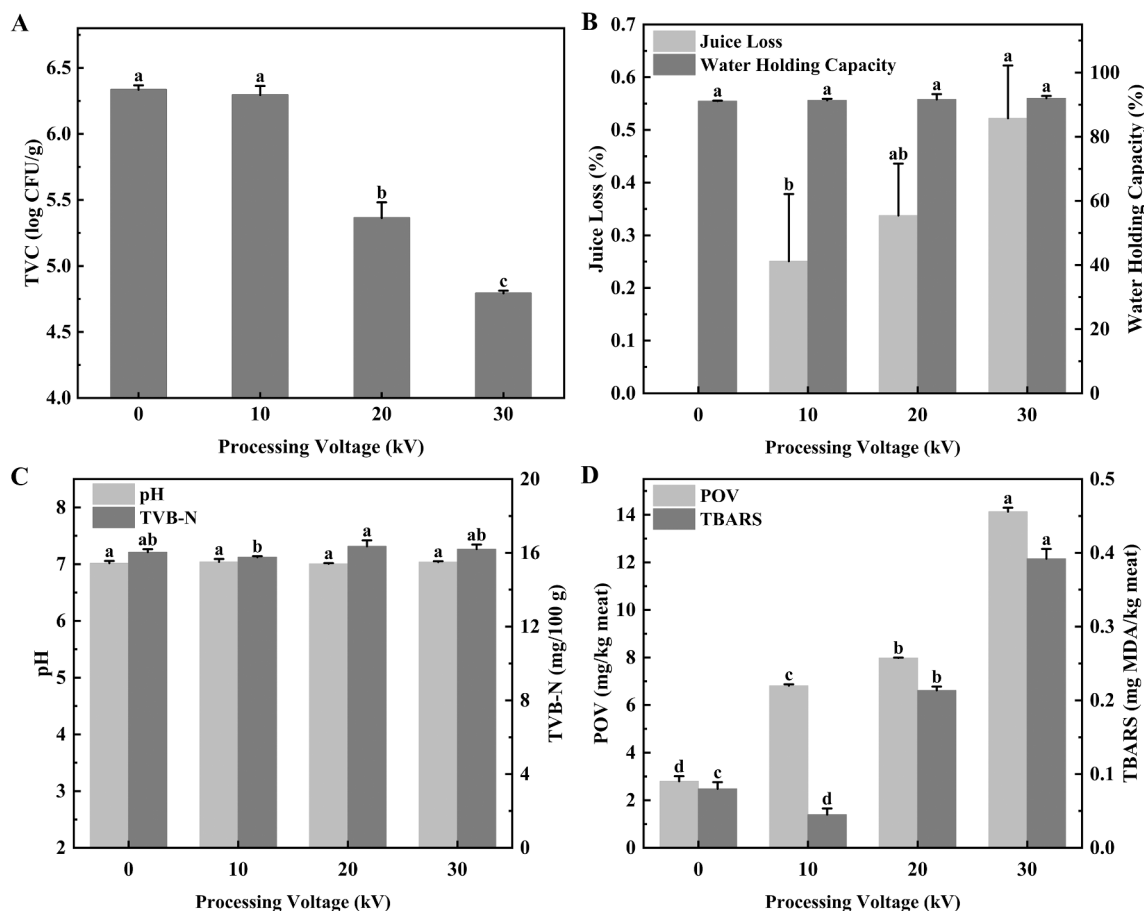 A
TVC (log CFU/g)
6.5
6.0
5.5
5.0
4.5
4.0
a
a
b
c
0
10
20
30
Processing Voltage (kV)
B
Juice Loss
Water Holding Capacity
Juice Loss (%)
0.7
0.6
0.5
0.4
0.3
0.2
0.1
0.0
a
b
a
ab
a
a
a
100
80
60
40
20
0
Water Holding Capacity (%)
0
10
20
30
Processing Voltage (kV)
C
pH
TVB-N
pH
8
7
6
5
4
3
2
a
ab
a
b
a
a
a
ab
20
16
12
8
4
0
TVB-N (mg/100 g)
0
10
20
30
Processing Voltage (kV)
D
POV
TBARS
POV (mg/kg meat)
14
12
10
8
6
4
2
0
d
c
c
d
b
b
a
a
0.5
0.4
0.3
0.2
0.1
0.0
TBARS (mg MDA/kg meat)
0
10
20
30
Processing Voltage (kV)